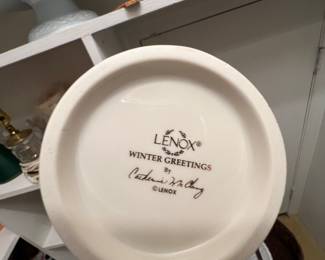 LENOX®
WINTER GREETINGS
By
Catherine McClung
©LENOX